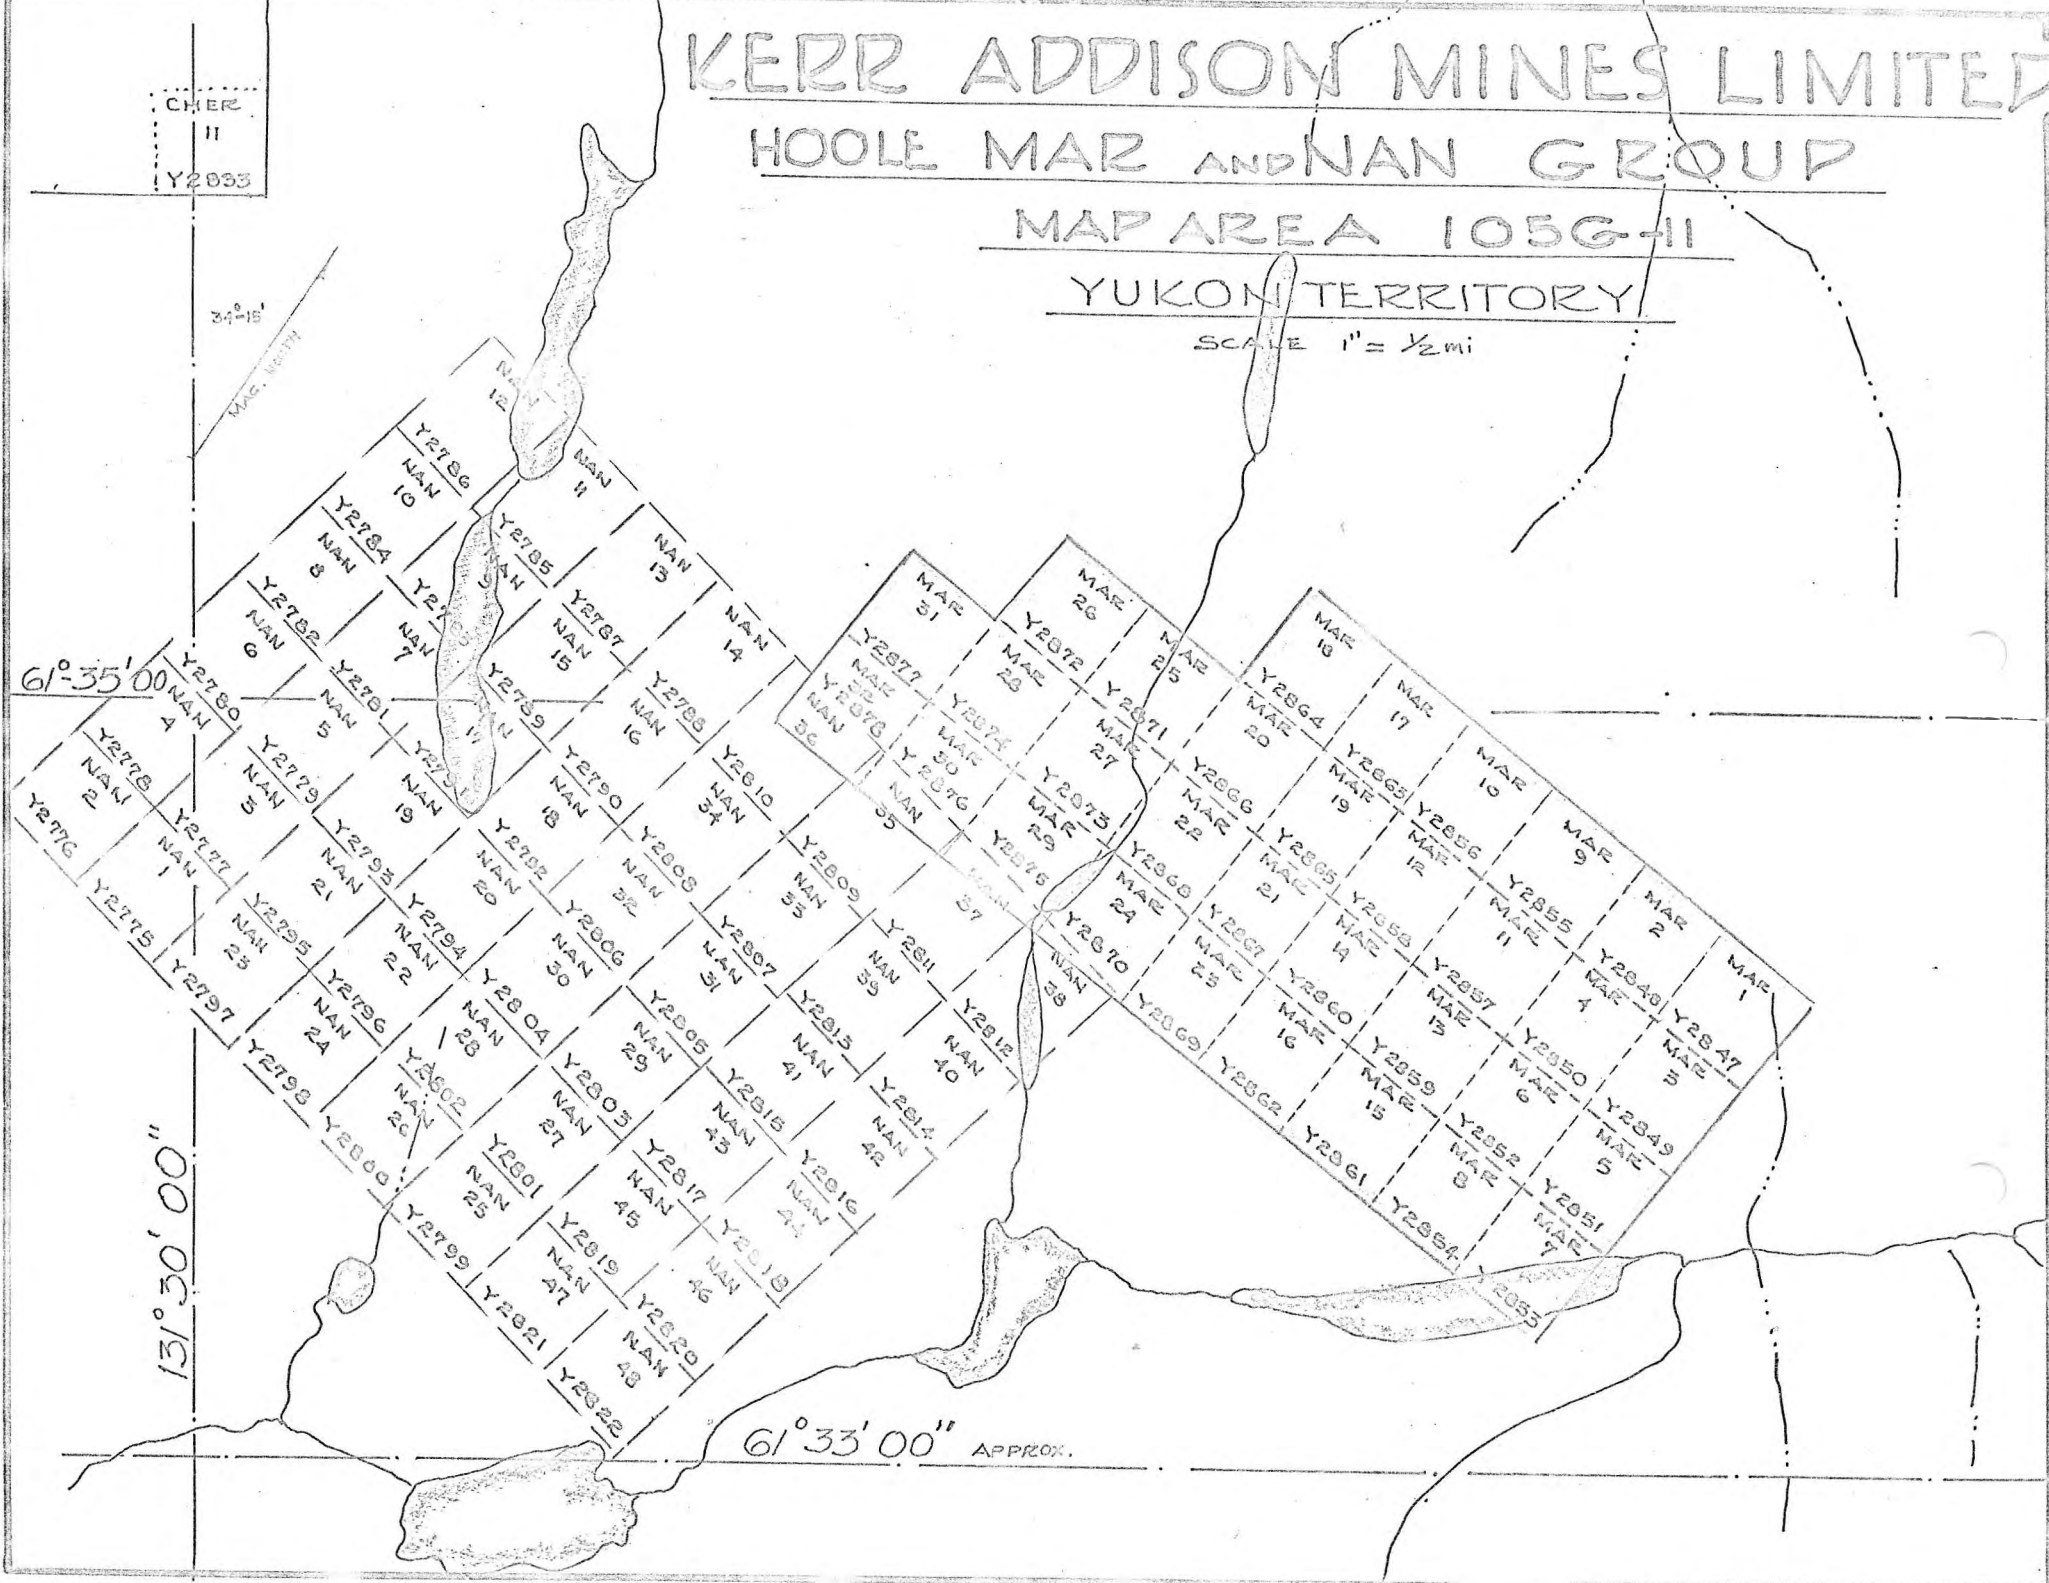 KERR ADDISON MINES LIMITED
HOOLE MAR AND NAN GROUP
MAP AREA 105G-11
YUKON TERRITORY
SCALE 1" = 1/2 mi
CHER
11
Y2833
34°-15'
MAG. NORTH
61°-35'00
131°30'00"
61°33'00" APPROX.
12
NAN
11
NAN
13
NAN
14
Y2786
NAN
10
Y2785
NAN
9
Y2787
NAN
15
Y2788
NAN
16
Y2784
NAN
8
NAN
7
Y2789
NAN
17
Y2790
NAN
18
Y2810
NAN
34
Y2782
NAN
6
Y2781
NAN
5
NAN
19
Y2792
NAN
20
Y2808
NAN
32
Y2809
NAN
33
Y2780
NAN
4
Y2779
NAN
3
Y2793
NAN
21
Y2794
NAN
22
Y2806
NAN
30
Y2807
NAN
31
Y2811
NAN
39
Y2812
NAN
40
Y2778
NAN
2
Y2777
NAN
1
Y2795
NAN
23
Y2796
NAN
24
Y2804
NAN
28
Y2805
NAN
29
Y2813
NAN
41
Y2814
NAN
42
Y2776
Y2775
Y2797
Y2798
Y2802
NAN
26
Y2803
NAN
27
Y2815
NAN
43
Y2816
NAN
44
Y2800
Y2801
NAN
25
Y2817
NAN
45
Y2818
NAN
46
Y2799
Y2819
NAN
47
Y2820
NAN
48
Y2821
Y2822
MAR
31
Y2877
MAR
32
Y2878
NAN
36
Y2876
NAN
35
Y2875
NAN
37
NAN
38
MAR
26
MAR
25
Y2872
MAR
28
Y2871
MAR
27
Y2874
MAR
30
Y2873
MAR
29
Y2870
Y2869
MAR
18
MAR
17
MAR
10
MAR
9
MAR
2
MAR
1
Y2864
MAR
20
MAR
19
Y2856
MAR
12
Y2855
MAR
11
Y2848
MAR
4
Y2847
MAR
3
Y2866
MAR
22
Y2865
MAR
21
Y2858
MAR
14
Y2857
MAR
13
Y2850
MAR
6
Y2849
MAR
5
Y2868
MAR
24
Y2867
MAR
23
Y2860
MAR
16
Y2859
MAR
15
Y2852
MAR
8
Y2851
MAR
7
Y2862
Y2861
Y2854
Y2853